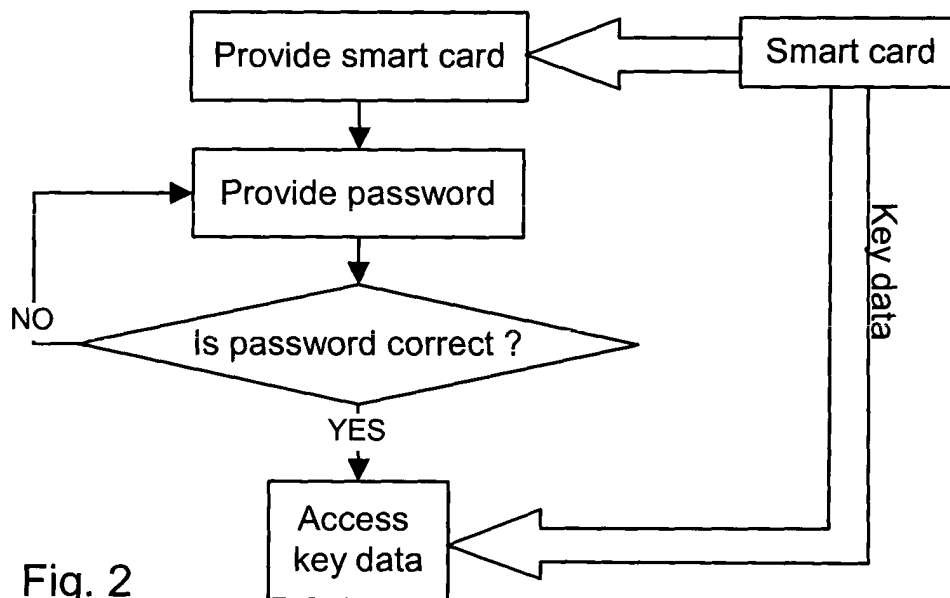 Provide smart card
Smart card
Provide password
Key data
NO
Is password correct ?
YES
Access
key data
Fig. 2